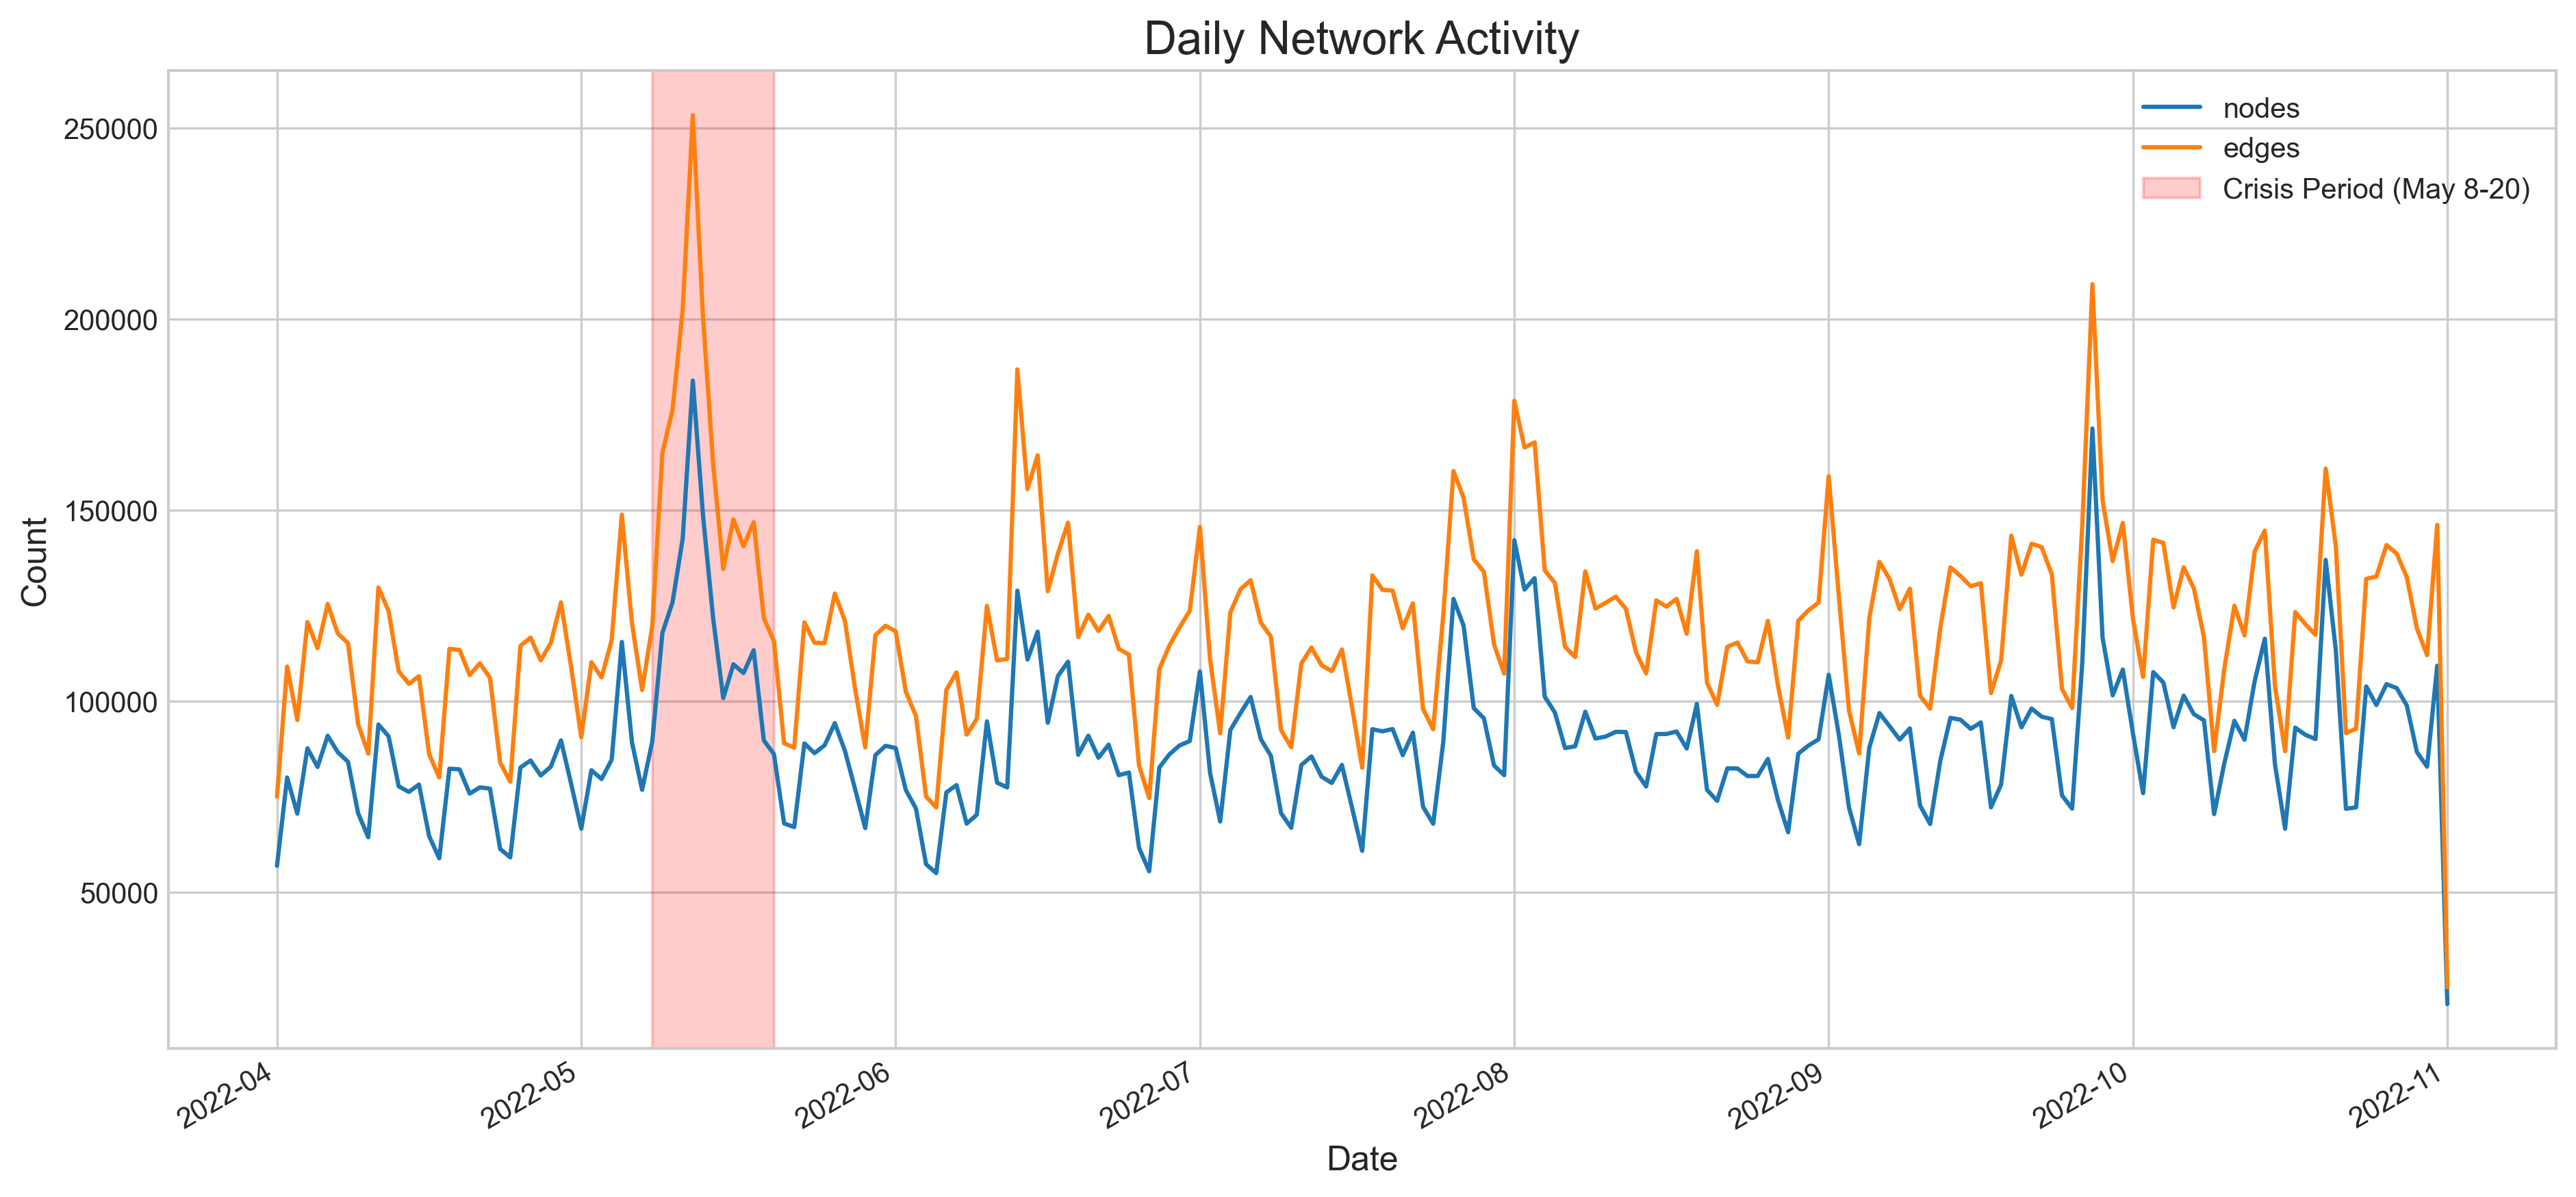 Daily Network Activity
nodes
edges
Crisis Period (May 8-20)
250000
200000
150000
100000
50000
Count
2022-04
2022-05
2022-06
2022-07
2022-08
2022-09
2022-10
2022-11
Date